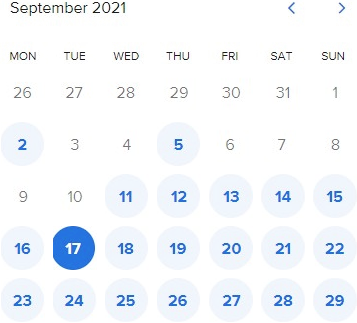 September 2021
MON TUE WED THU FRI SAT SUN
26 27 28 29 30 31 1
2 3 4 5 6 7 8
9 10 11 12 13 14 15
16 17 18 19 20 21 22
23 24 25 26 27 28 29